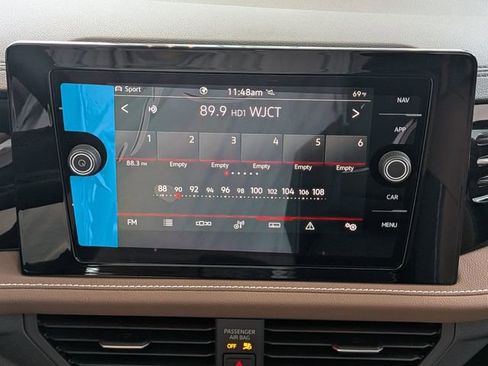 Sport 11:48am 69°F
< 89.9 HD1 WJCT >
1 2 3 4 5 6
88.3 FM Empty Empty Empty Empty Empty
88 90 92 94 96 98 100 102 104 106 108
FM
NAV
APP
CAR
MENU
PASSENGER
AIR BAG
OFF